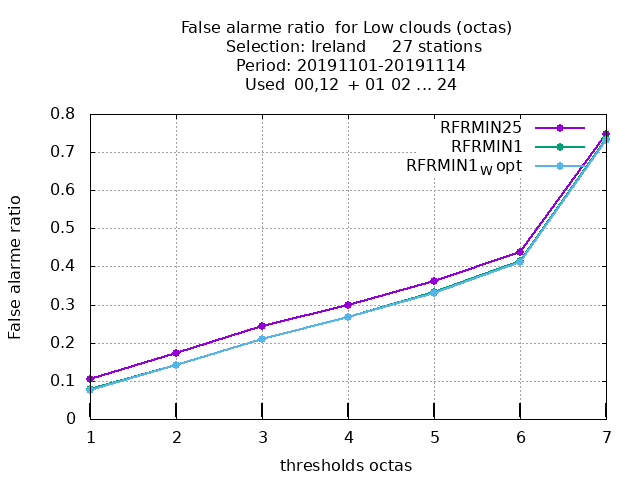 False alarme ratio  for Low clouds (octas)
Selection: Ireland     27 stations
Period: 20191101-20191114
Used  00,12  + 01 02 ... 24
RFRMIN25
RFRMIN1
RFRMIN1w opt
False alarme ratio
0.8
0.7
0.6
0.5
0.4
0.3
0.2
0.1
0
1 2 3 4 5 6 7
thresholds octas